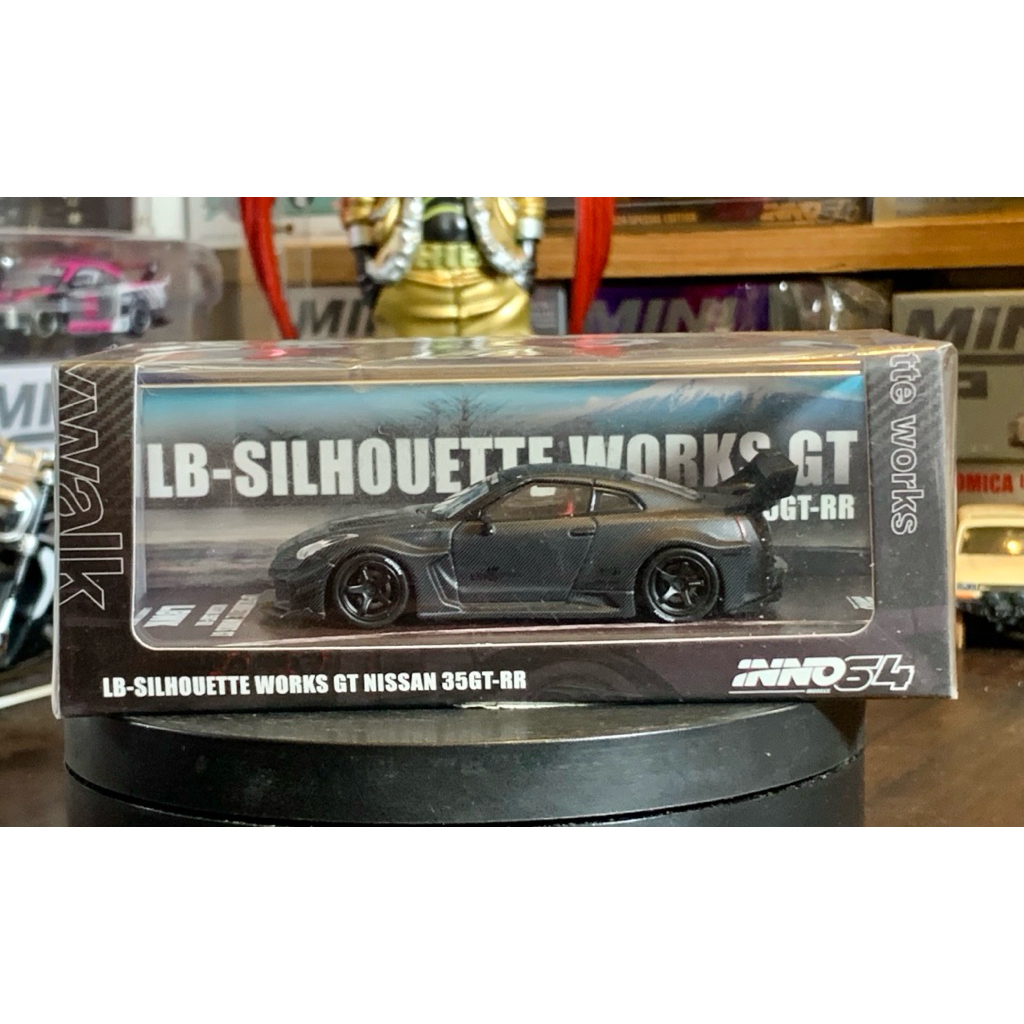 INNO64
MINI
MINI
MINI
LB-SILHOUETTE WORKS GT
GT-RR
walk
tte works
OMICA
LB-SILHOUETTE WORKS GT NISSAN 35GT-RR
INNO64